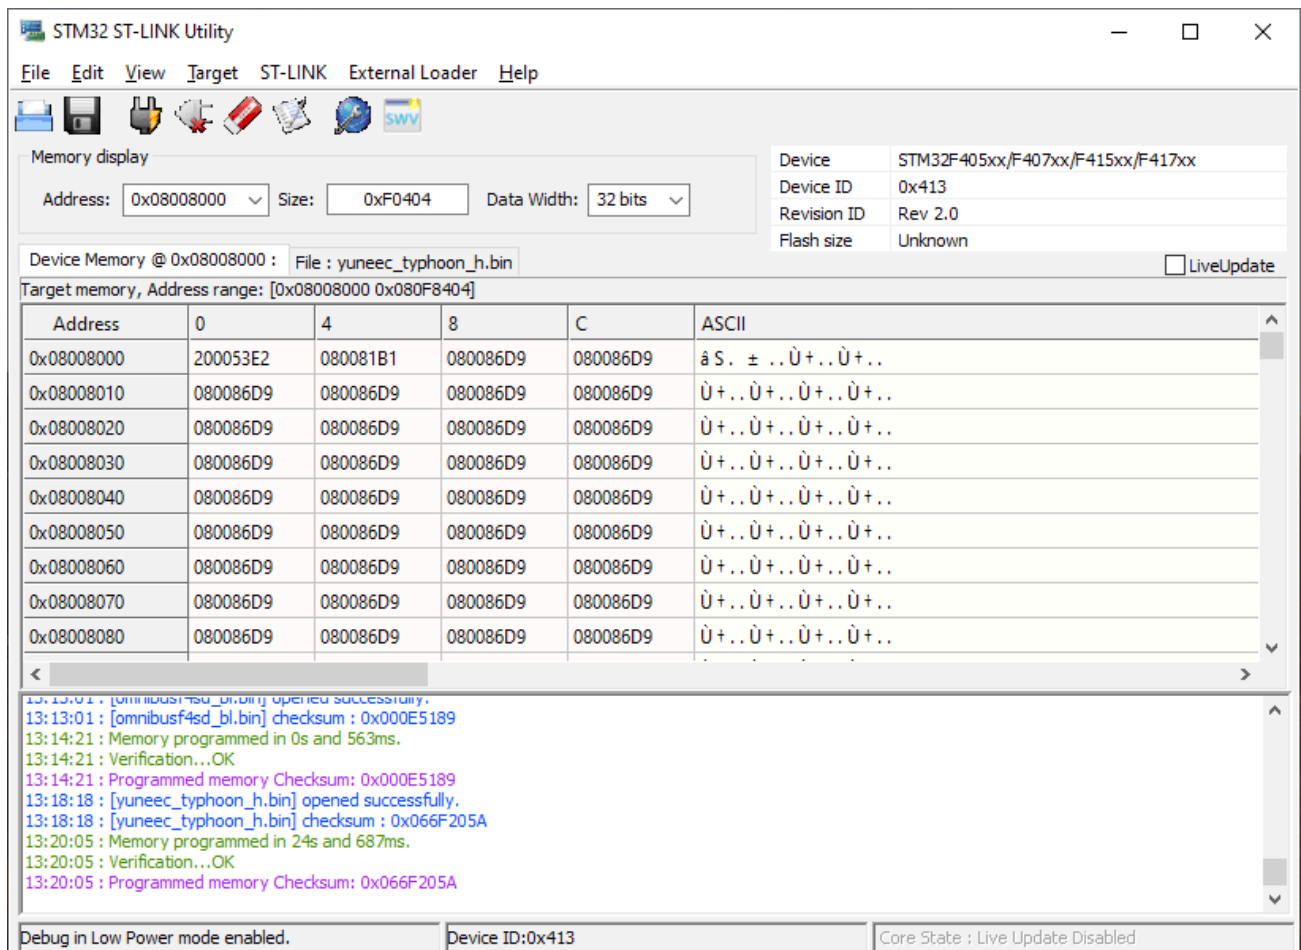 STM32 ST-LINK Utility
File Edit View Target ST-LINK External Loader Help
SWV
Memory display
Address: 0x08008000 Size: 0xF0404 Data Width: 32 bits
Device STM32F405xx/F407xx/F415xx/F417xx
Device ID 0x413
Revision ID Rev 2.0
Flash size Unknown
LiveUpdate
Device Memory @ 0x08008000 : File : yuneec_typhoon_h.bin
Target memory, Address range: [0x08008000 0x080F8404]
Address 0 4 8 C ASCII
0x08008000 200053E2 080081B1 080086D9 080086D9 âS. ± ..Ù†..Ù†..
0x08008010 080086D9 080086D9 080086D9 080086D9 Ù†..Ù†..Ù†..Ù†..
0x08008020 080086D9 080086D9 080086D9 080086D9 Ù†..Ù†..Ù†..Ù†..
0x08008030 080086D9 080086D9 080086D9 080086D9 Ù†..Ù†..Ù†..Ù†..
0x08008040 080086D9 080086D9 080086D9 080086D9 Ù†..Ù†..Ù†..Ù†..
0x08008050 080086D9 080086D9 080086D9 080086D9 Ù†..Ù†..Ù†..Ù†..
0x08008060 080086D9 080086D9 080086D9 080086D9 Ù†..Ù†..Ù†..Ù†..
0x08008070 080086D9 080086D9 080086D9 080086D9 Ù†..Ù†..Ù†..Ù†..
0x08008080 080086D9 080086D9 080086D9 080086D9 Ù†..Ù†..Ù†..Ù†..
13:13:01 : [omnibusf4sd_bl.bin] opened successfully.
13:13:01 : [omnibusf4sd_bl.bin] checksum : 0x000E5189
13:14:21 : Memory programmed in 0s and 563ms.
13:14:21 : Verification...OK
13:14:21 : Programmed memory Checksum: 0x000E5189
13:18:18 : [yuneec_typhoon_h.bin] opened successfully.
13:18:18 : [yuneec_typhoon_h.bin] checksum : 0x066F205A
13:20:05 : Memory programmed in 24s and 687ms.
13:20:05 : Verification...OK
13:20:05 : Programmed memory Checksum: 0x066F205A
Debug in Low Power mode enabled. Device ID:0x413 Core State : Live Update Disabled